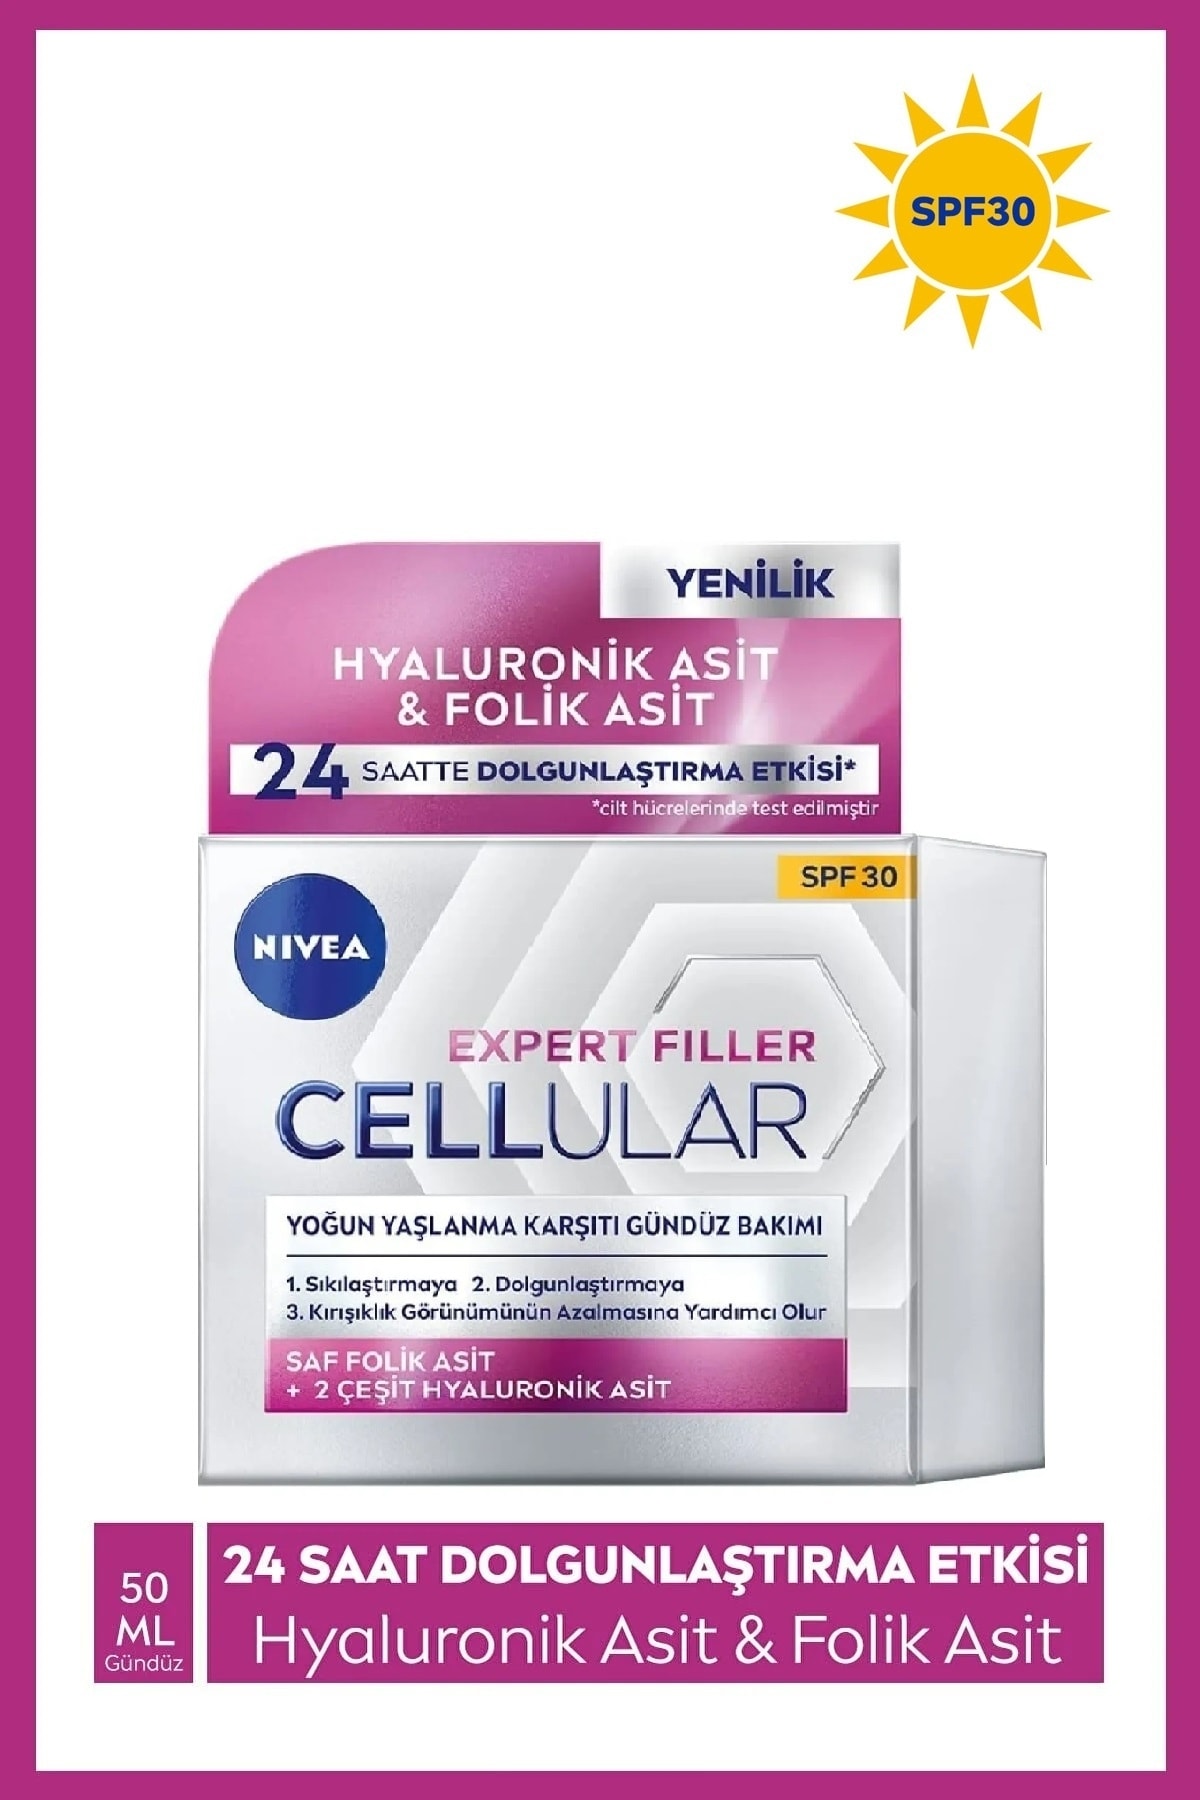 SPF30
YENİLİK
HYALURONİK ASİT
& FOLİK ASİT
24 SAATTE DOLGUNLAŞTIRMA ETKİSİ*
*cilt hücrelerinde test edilmiştir
SPF 30
NIVEA
EXPERT FILLER
CELLULAR
YOĞUN YAŞLANMA KARŞITI GÜNDÜZ BAKIMI
1. Sıkılaştırmaya 2. Dolgunlaştırmaya
3. Kırışıklık Görünümünün Azalmasına Yardımcı Olur
SAF FOLİK ASİT
+ 2 ÇEŞİT HYALURONİK ASİT
50
ML
Gündüz
24 SAAT DOLGUNLAŞTIRMA ETKİSİ
Hyaluronik Asit & Folik Asit